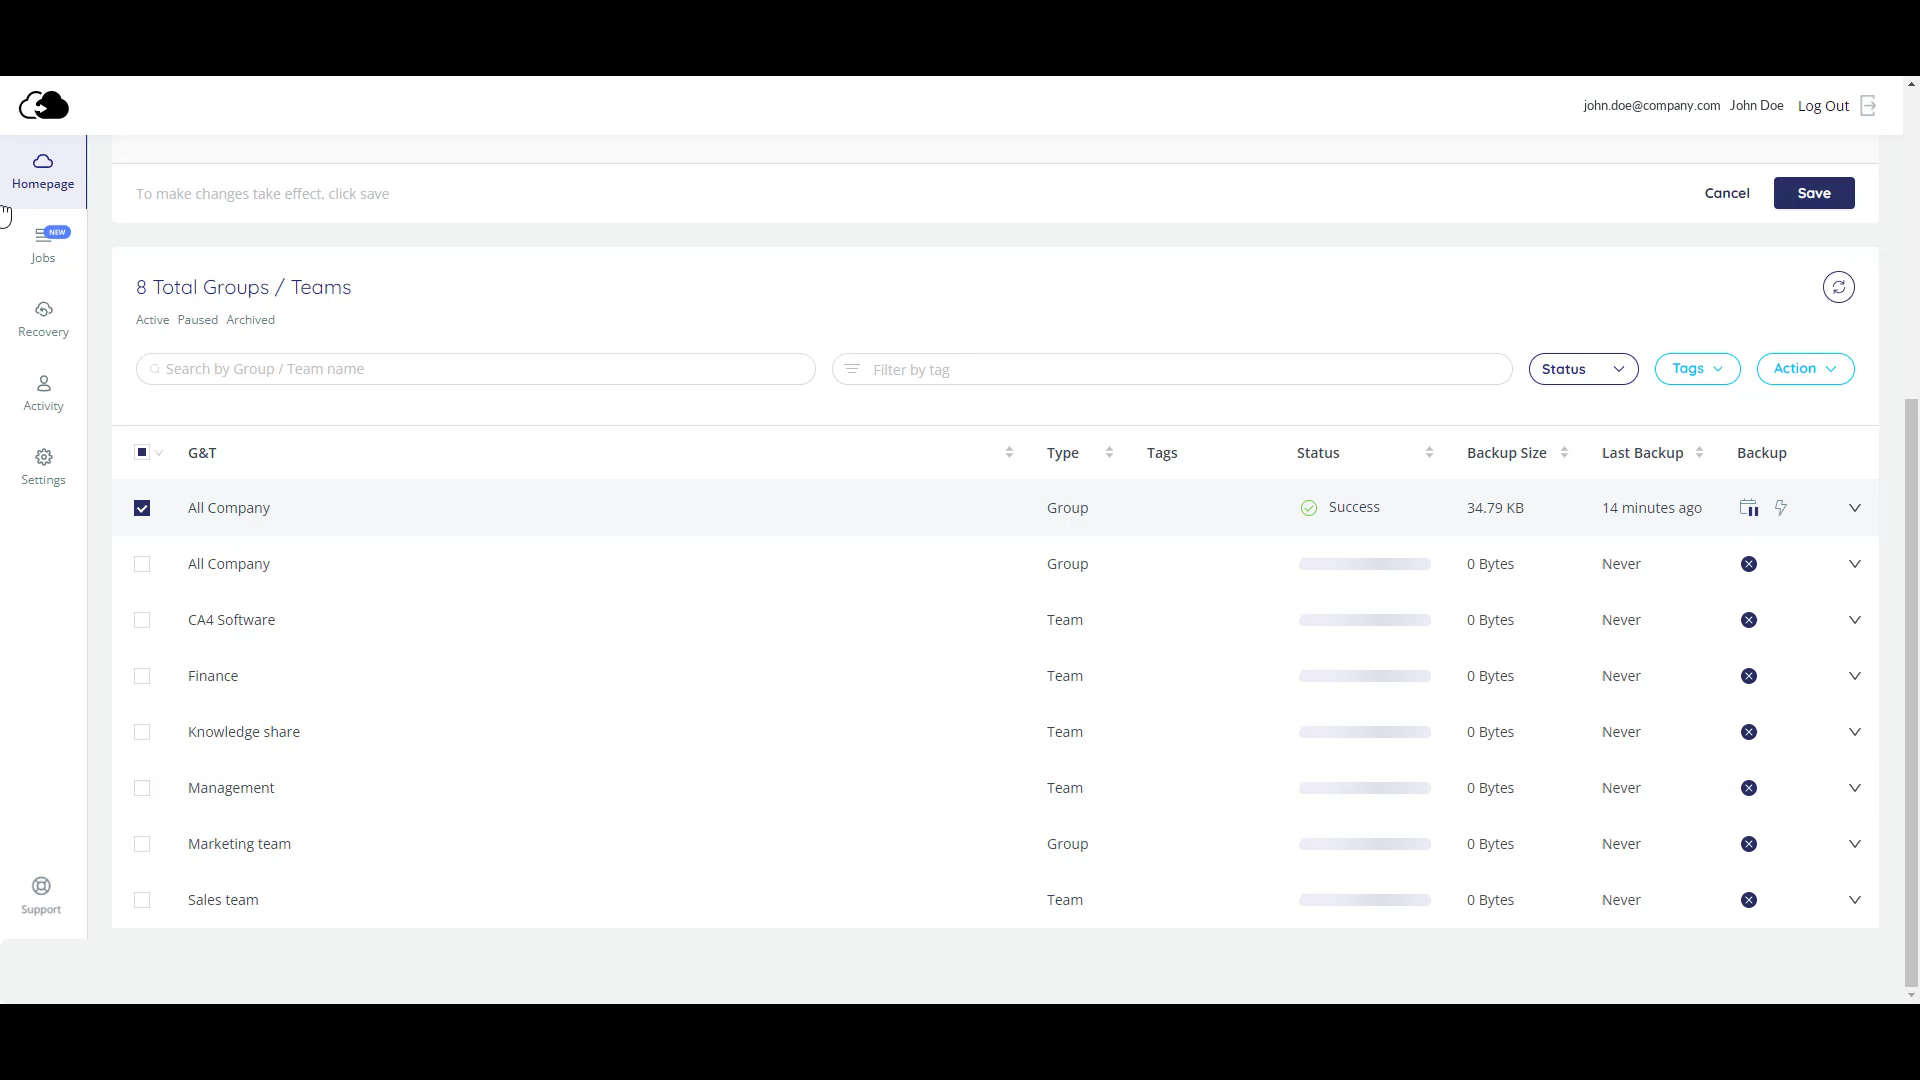 john.doe@company.com John Doe Log Out
Homepage
To make changes take effect, click save Cancel Save
NEW
Jobs
Recovery
Activity
Settings
Support
8 Total Groups / Teams
Active Paused Archived
Search by Group / Team name Filter by tag Status Tags Action
G&T Type Tags Status Backup Size Last Backup Backup
All Company Group Success 34.79 KB 14 minutes ago
All Company Group 0 Bytes Never
CA4 Software Team 0 Bytes Never
Finance Team 0 Bytes Never
Knowledge share Team 0 Bytes Never
Management Team 0 Bytes Never
Marketing team Group 0 Bytes Never
Sales team Team 0 Bytes Never